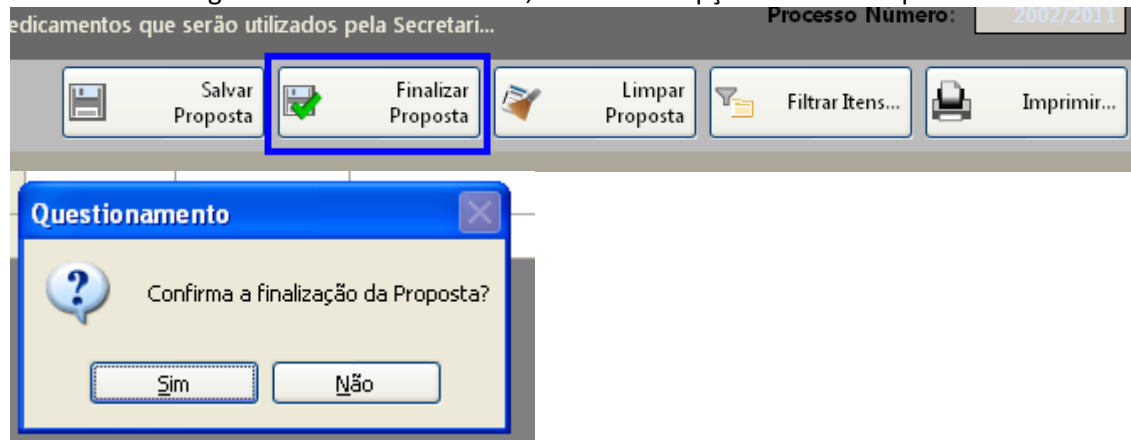 edicamentos que serão utilizados pela Secretari...
Processo Número: 2002/2011
Salvar
Proposta
Finalizar
Proposta
Limpar
Proposta
Filtrar Itens...
Imprimir...
Questionamento
Confirma a finalização da Proposta?
Sim
Não